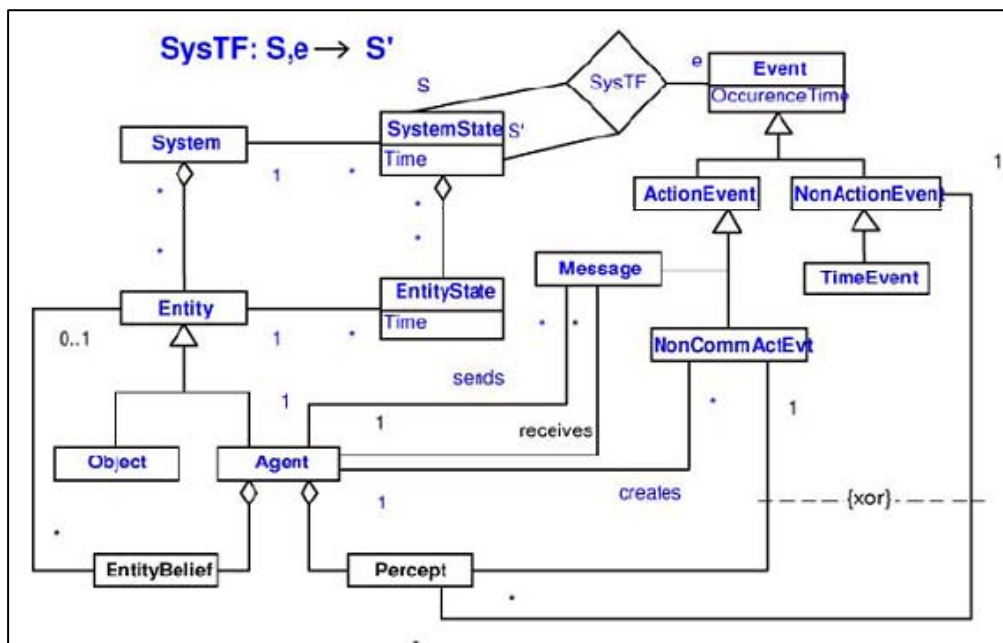 SysTF: S,e → S'
S
SysTF
e
Event
OccurenceTime
System
SystemState
S'
Time
1
*
1
*
ActionEvent
NonActionEvent
*
*
*
*
Message
TimeEvent
Entity
EntityState
Time
0..1
1
*
*
*
NonCommActEvt
sends
1
*
1
1
receives
Object
Agent
1
creates
{xor}
*
EntityBelief
Percept
*
*